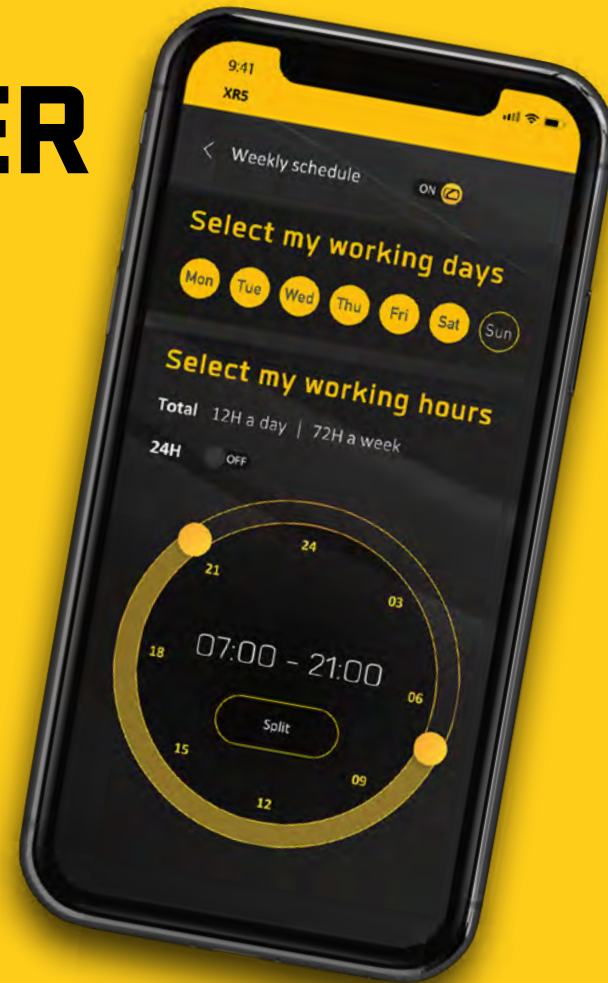 ER
9:41
XR5
Weekly schedule
ON
Select my working days
Mon Tue Wed Thu Fri Sat Sun
Select my working hours
Total 12H a day | 72H a week
24H OFF
24
21
03
18
07:00 - 21:00
06
Split
15
09
12